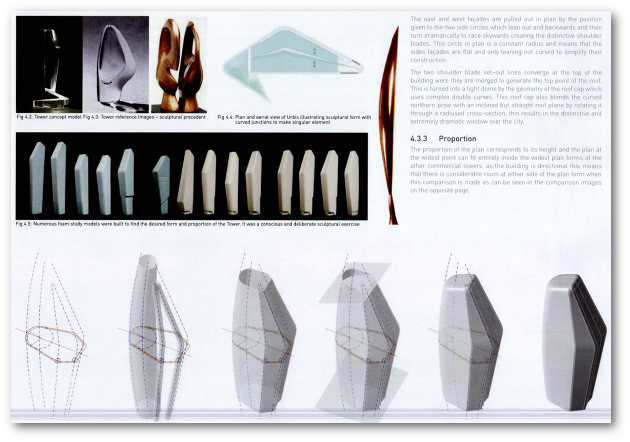 The east and west façades are pulled out in plan by the position
given to the two side circles which lean out and backwards and then
turn dramatically to race skywards creating the distinctive shoulder
blades. This circle in plan is a constant radius and means that the
sides façades are flat and only leaning not curved to simplify their
construction.
The two shoulder blade set-out lines converge at the top of the
building were they are merged to generate the top point of the roof.
This is turned into a tight dome by the geometry of the roof cap which
uses complex double curves. This roof cap also blends the curved
northern prow with an inclined but straight roof plane by rotating it
through a radiused cross-section, this results in the distinctive and
extremely dramatic window over the city.
4.3.3 Proportion
The proportion of the plan corresponds to its height and the plan at
the widest point can fit entirely inside the widest plan forms of the
other commercial towers, as the building is directional this means
that there is considerable room at either side of the plan form when
this comparison is made as can be seen in the comparison images
on the opposite page.
Fig 4.2: Tower concept model Fig 4.3: Tower reference images – sculptural precedent
Fig 4.4: Plan and aerial view of Urbis illustrating sculptural form with
curved junctions to make singular element
Fig 4.5: Numerous foam study models were built to find the desired form and proportion of the Tower. It was a conscious and deliberate sculptural exercise